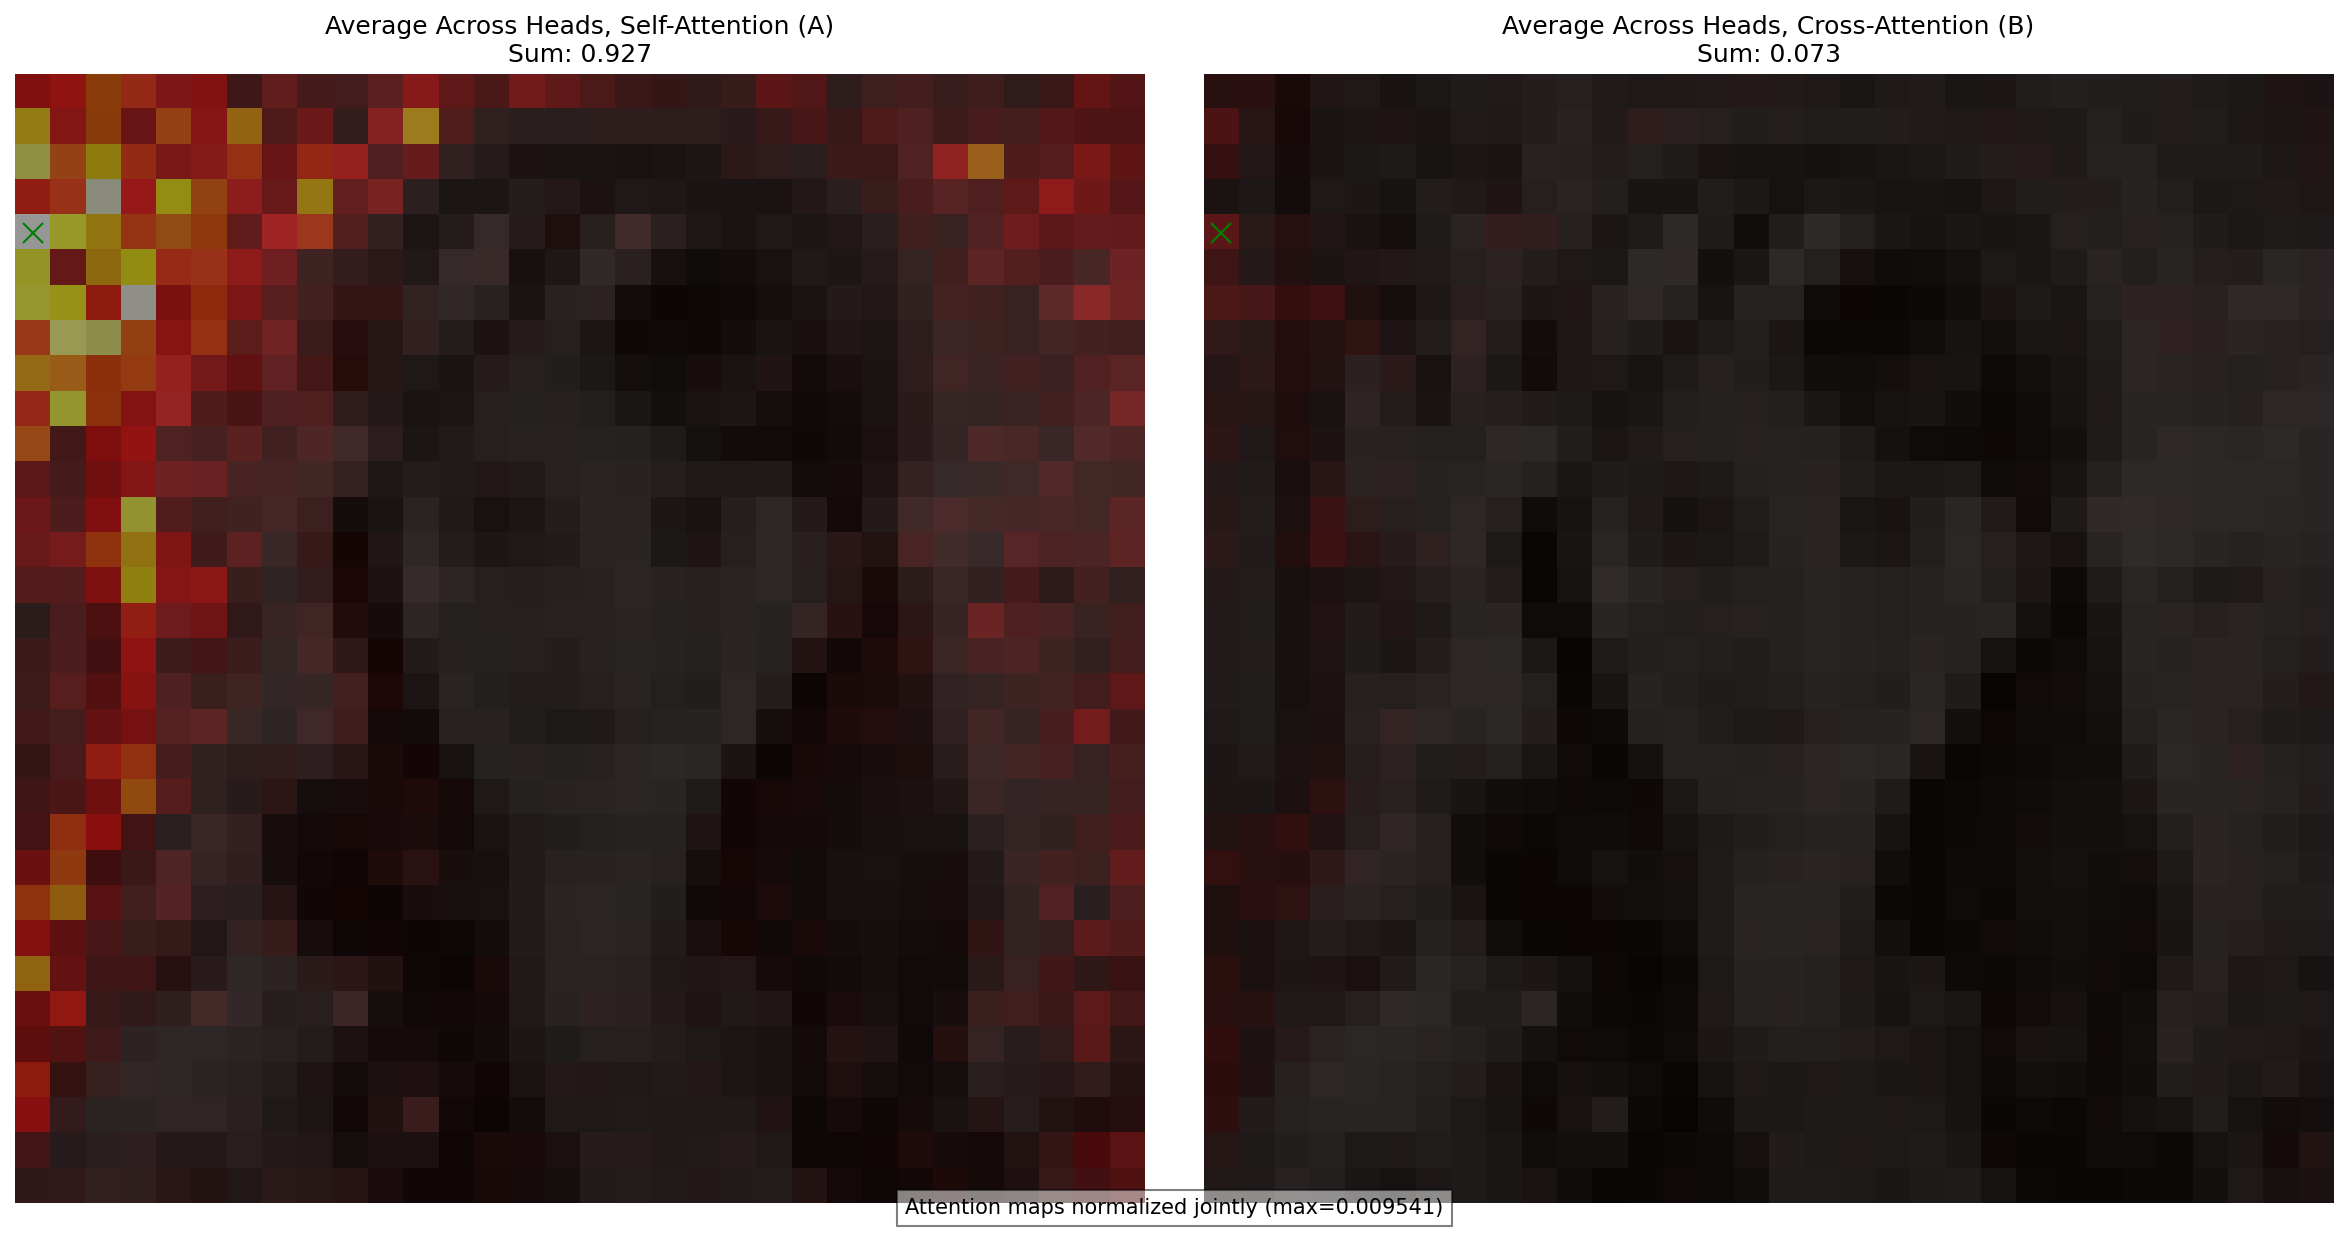 Average Across Heads, Self-Attention (A)
Sum: 0.927
Average Across Heads, Cross-Attention (B)
Sum: 0.073
Attention maps normalized jointly (max=0.009541)